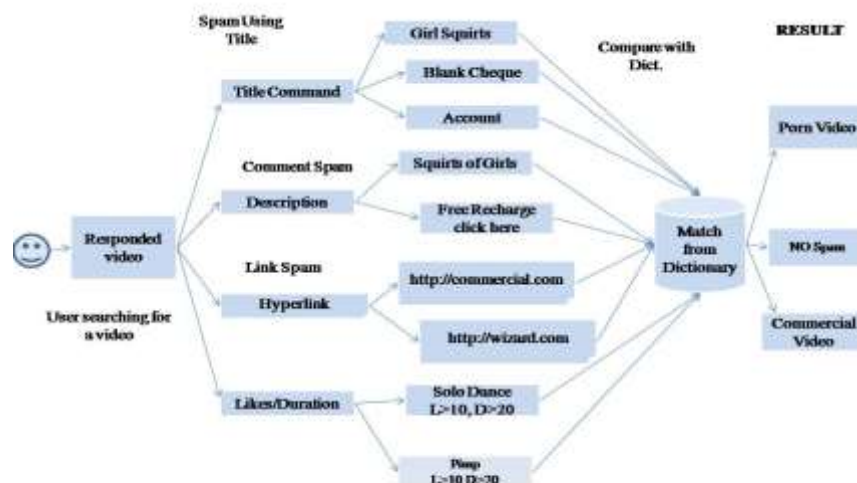 Spam Using
Title
Girl Squirts
Compare with
Dict.
RESULT
Title Command
Blank Cheque
Account
Porn Video
Comment Spam
Squirts of Girls
Description
Free Recharge
click here
Responded
video
Match
from
Dictionary
NO Spam
Link Spam
http://commercial.com
Hyperlink
User searching for
a video
http://wizard.com
Commercial
Video
Likes/Duration
Solo Dance
L>10, D>20
Pimp
L>10 D>20